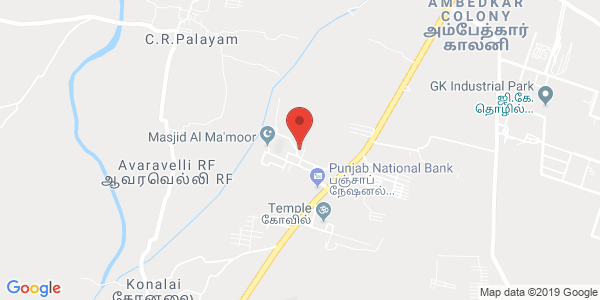 AMBEDKAR
COLONY
அம்பேத்கார்
காலனி
C.R.Palayam
GK Industrial Park
ஜி.கே.
தொழில்...
Masjid Al Ma'moor
Avaravelli RF
ஆவரவெல்லி RF
Punjab National Bank
பஞ்சாப்
நேஷனல்...
Temple
கோவில்
Konalai
கோனலை
Google
Map data ©2019 Google